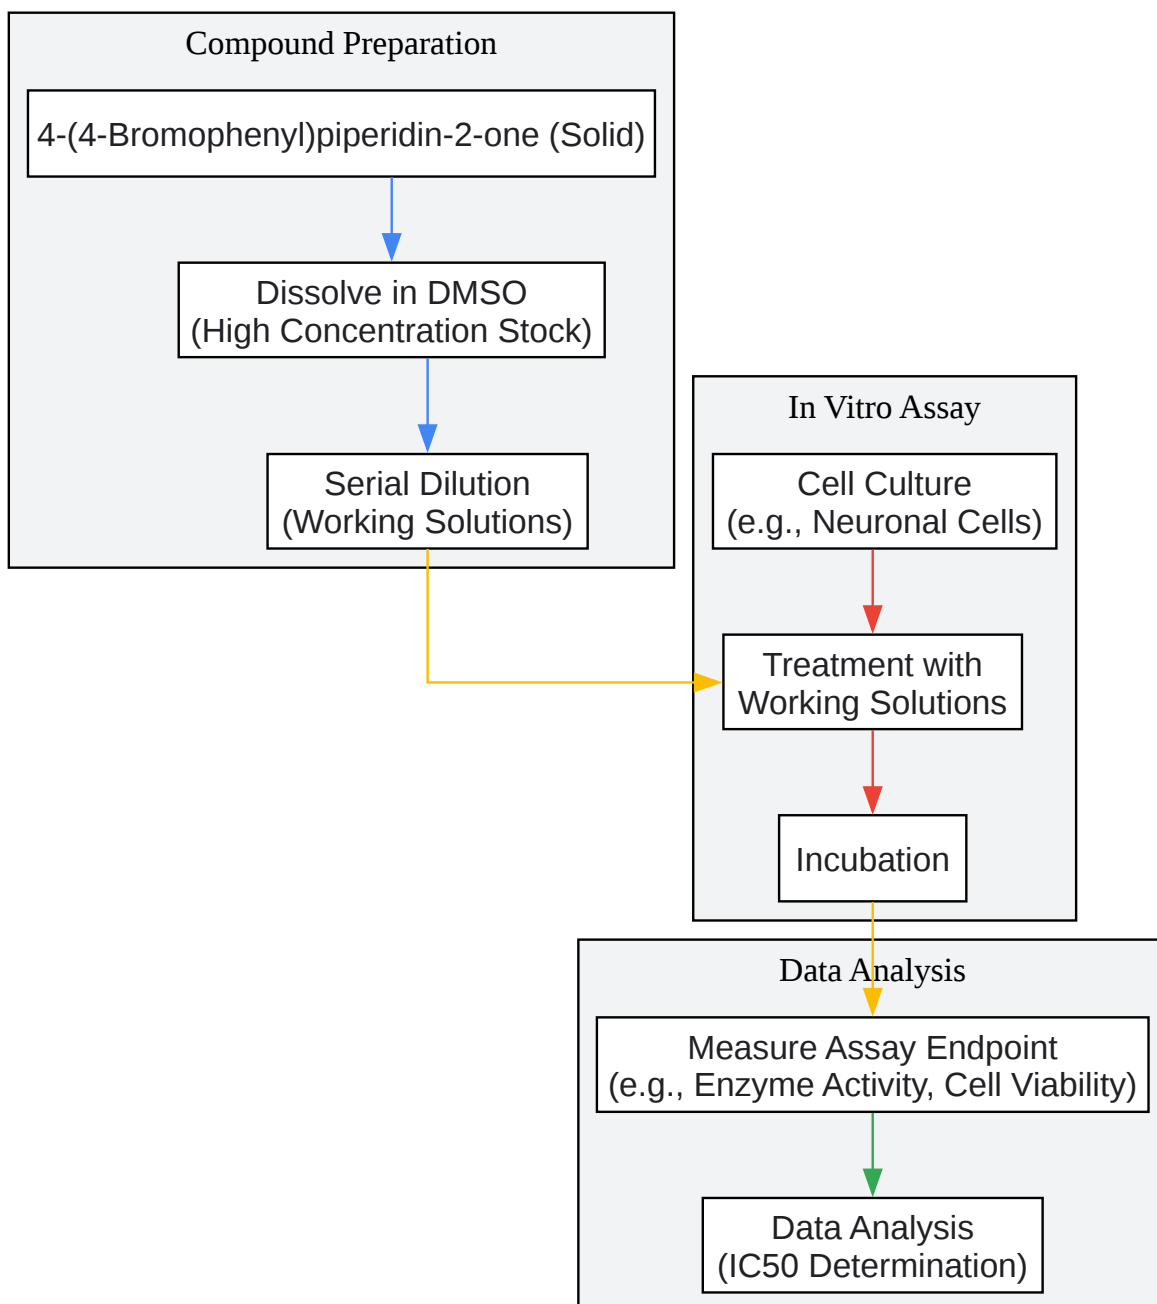 Compound Preparation
4-(4-Bromophenyl)piperidin-2-one (Solid)
Dissolve in DMSO
(High Concentration Stock)
Serial Dilution
(Working Solutions)
In Vitro Assay
Cell Culture
(e.g., Neuronal Cells)
Treatment with
Working Solutions
Incubation
Data Analysis
Measure Assay Endpoint
(e.g., Enzyme Activity, Cell Viability)
Data Analysis
(IC50 Determination)